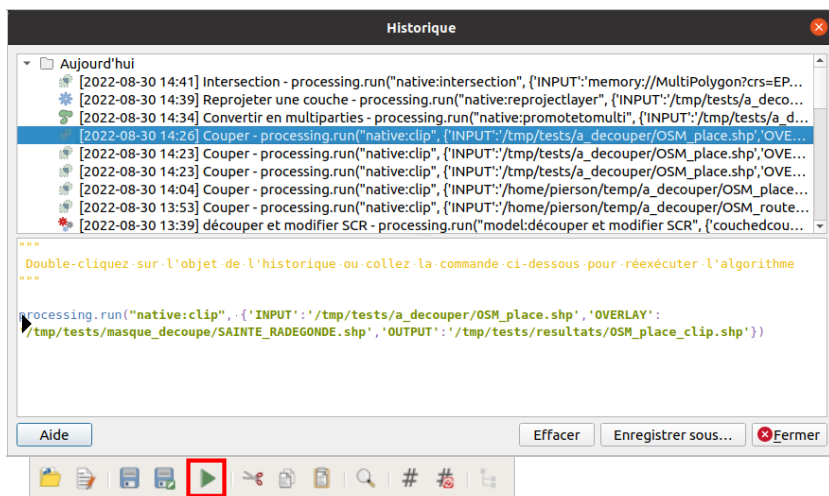 Historique
Aujourd'hui
[2022-08-30 14:41] Intersection - processing.run("native:intersection", {'INPUT':'memory://MultiPolygon?crs=EP...
[2022-08-30 14:39] Reprojeter une couche - processing.run("native:reprojectlayer", {'INPUT':'/tmp/tests/a_deco...
[2022-08-30 14:34] Convertir en multiparties - processing.run("native:promotetomulti", {'INPUT':'/tmp/tests/a_d...
[2022-08-30 14:26] Couper - processing.run("native:clip", {'INPUT':'/tmp/tests/a_decouper/OSM_place.shp','OVE...
[2022-08-30 14:23] Couper - processing.run("native:clip", {'INPUT':'/tmp/tests/a_decouper/OSM_place.shp','OVE...
[2022-08-30 14:23] Couper - processing.run("native:clip", {'INPUT':'/tmp/tests/a_decouper/OSM_place.shp','OVE...
[2022-08-30 14:04] Couper - processing.run("native:clip", {'INPUT':'/home/pierson/temp/a_decouper/OSM_place...
[2022-08-30 13:53] Couper - processing.run("native:clip", {'INPUT':'/home/pierson/temp/a_decouper/OSM_route...
[2022-08-30 13:39] découper et modifier SCR - processing.run("model:découper et modifier SCR", {'couchedcou...
"""
Double-cliquez·sur·l'objet·de·l'historique·ou·collez·la·commande·ci-dessous·pour·réexécuter·l'algorithme
"""
processing.run("native:clip",·{'INPUT':'/tmp/tests/a_decouper/OSM_place.shp','OVERLAY':
'/tmp/tests/masque_decoupe/SAINTE_RADEGONDE.shp','OUTPUT':'/tmp/tests/resultats/OSM_place_clip.shp'})
Aide
Effacer
Enregistrer sous...
Fermer